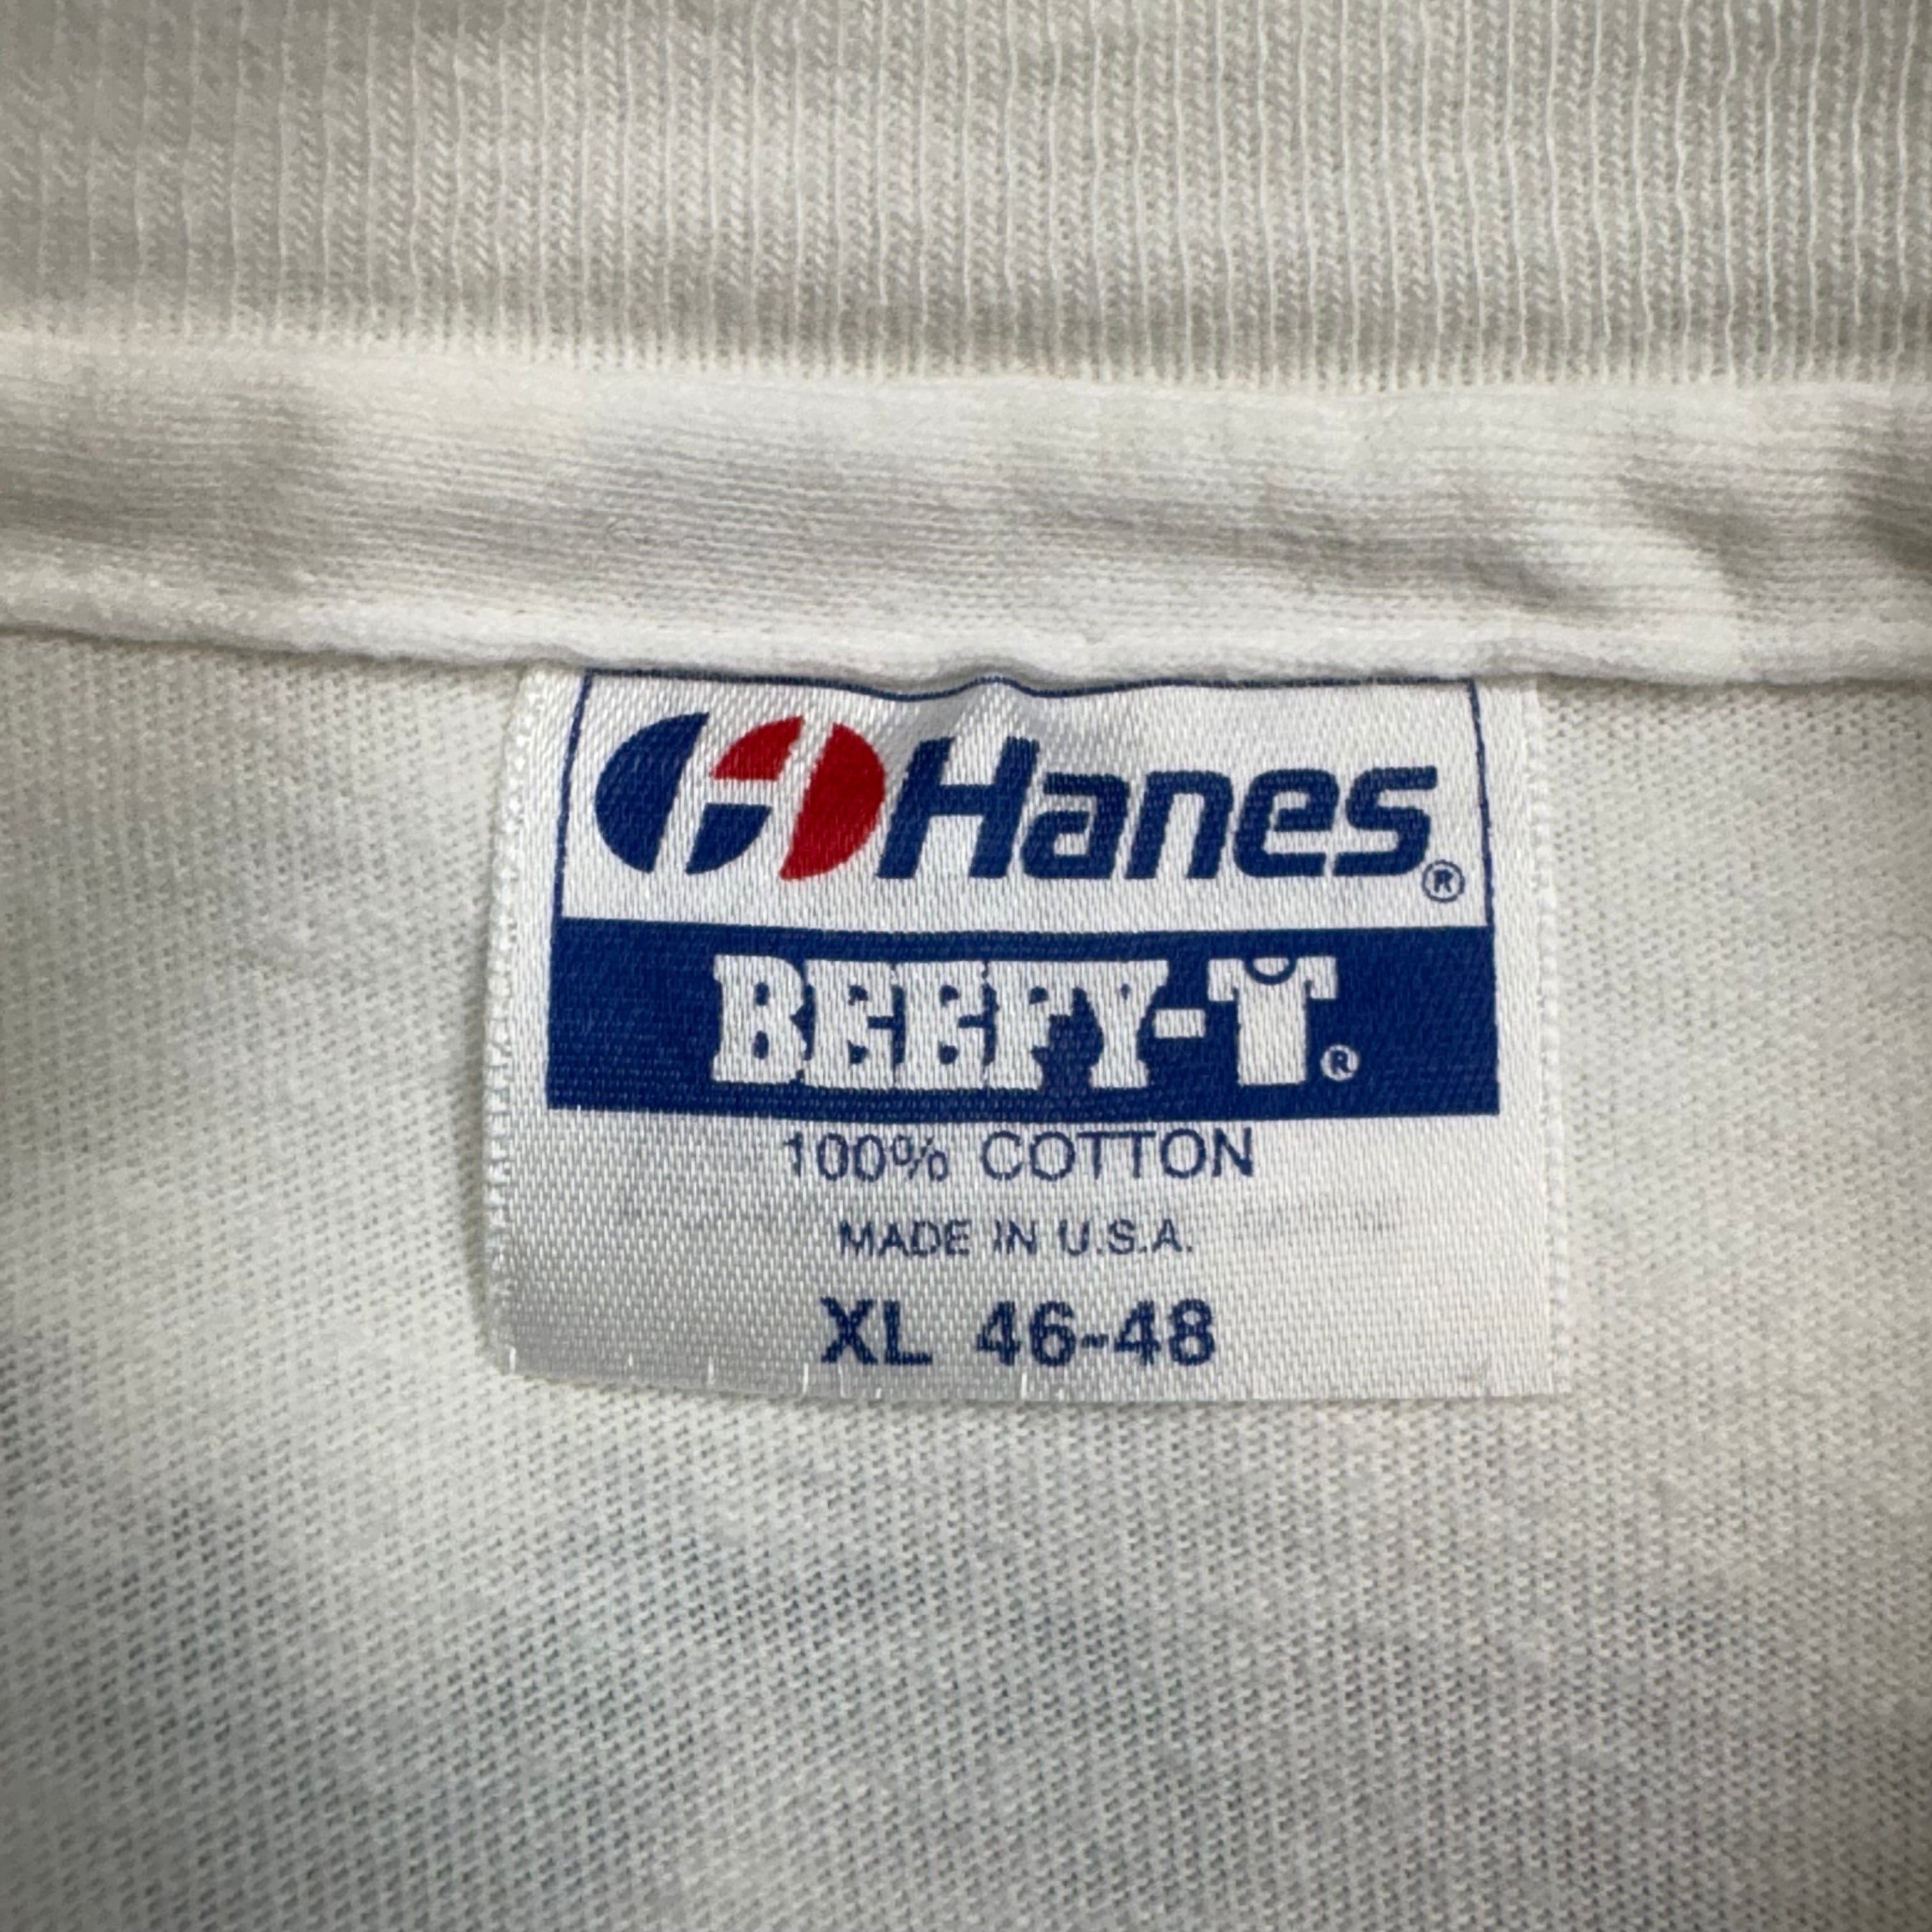 Hanes®
BEEFY-T®
100% COTTON
MADE IN U.S.A.
XL 46-48